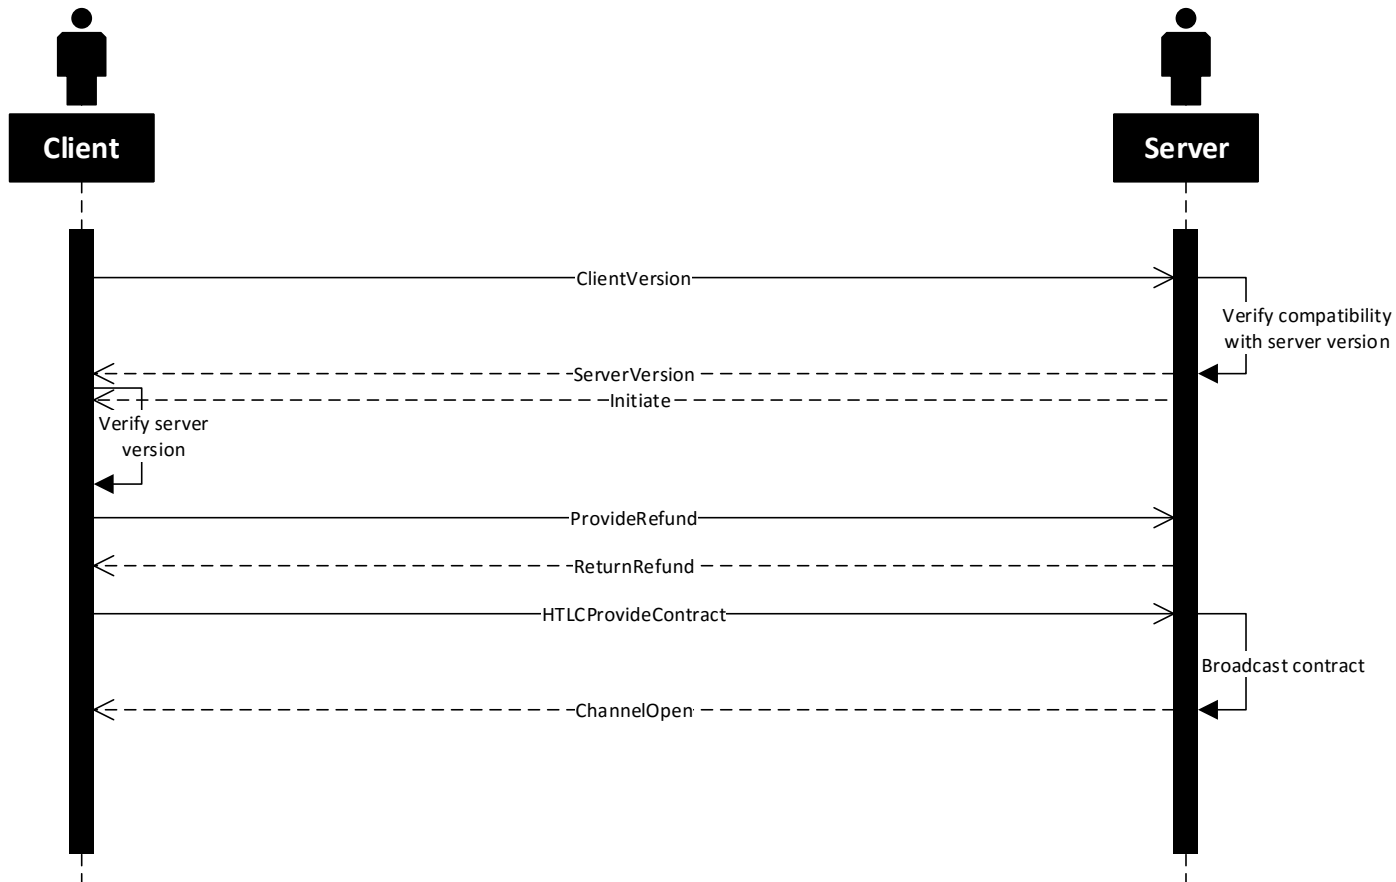 Client
Server
ClientVersion
Verify compatibility
with server version
ServerVersion
Initiate
Verify server
version
ProvideRefund
ReturnRefund
HTLCProvideContract
Broadcast contract
ChannelOpen